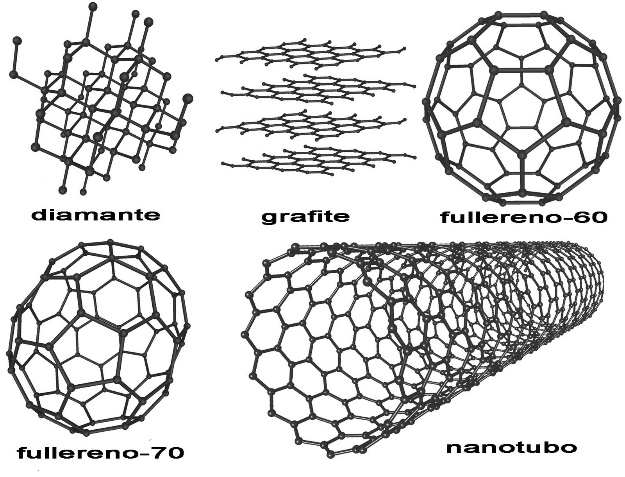 diamante
grafite
fullereno-60
fullereno-70
nanotubo